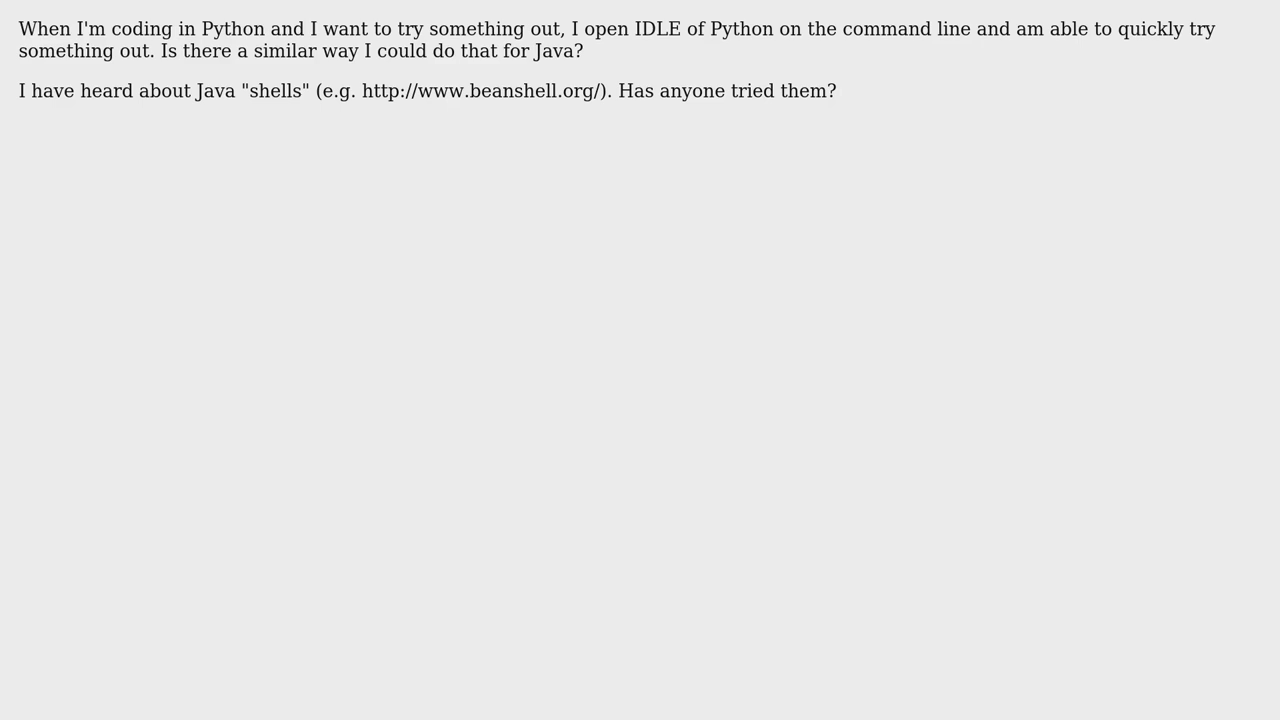 When I'm coding in Python and I want to try something out, I open IDLE of Python on the command line and am able to quickly try
something out. Is there a similar way I could do that for Java?
I have heard about Java "shells" (e.g. http://www.beanshell.org/). Has anyone tried them?